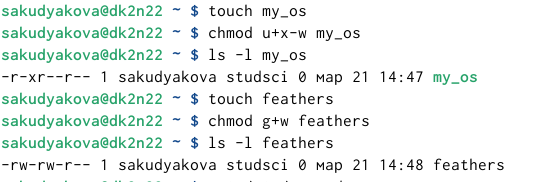 sakudyakova@dk2n22 ~ $ touch my_os
sakudyakova@dk2n22 ~ $ chmod u+x-w my_os
sakudyakova@dk2n22 ~ $ ls -l my_os
-r-xr--r-- 1 sakudyakova studsci 0 мар 21 14:47 my_os
sakudyakova@dk2n22 ~ $ touch feathers
sakudyakova@dk2n22 ~ $ chmod g+w feathers
sakudyakova@dk2n22 ~ $ ls -l feathers
-rw-rw-r-- 1 sakudyakova studsci 0 мар 21 14:48 feathers